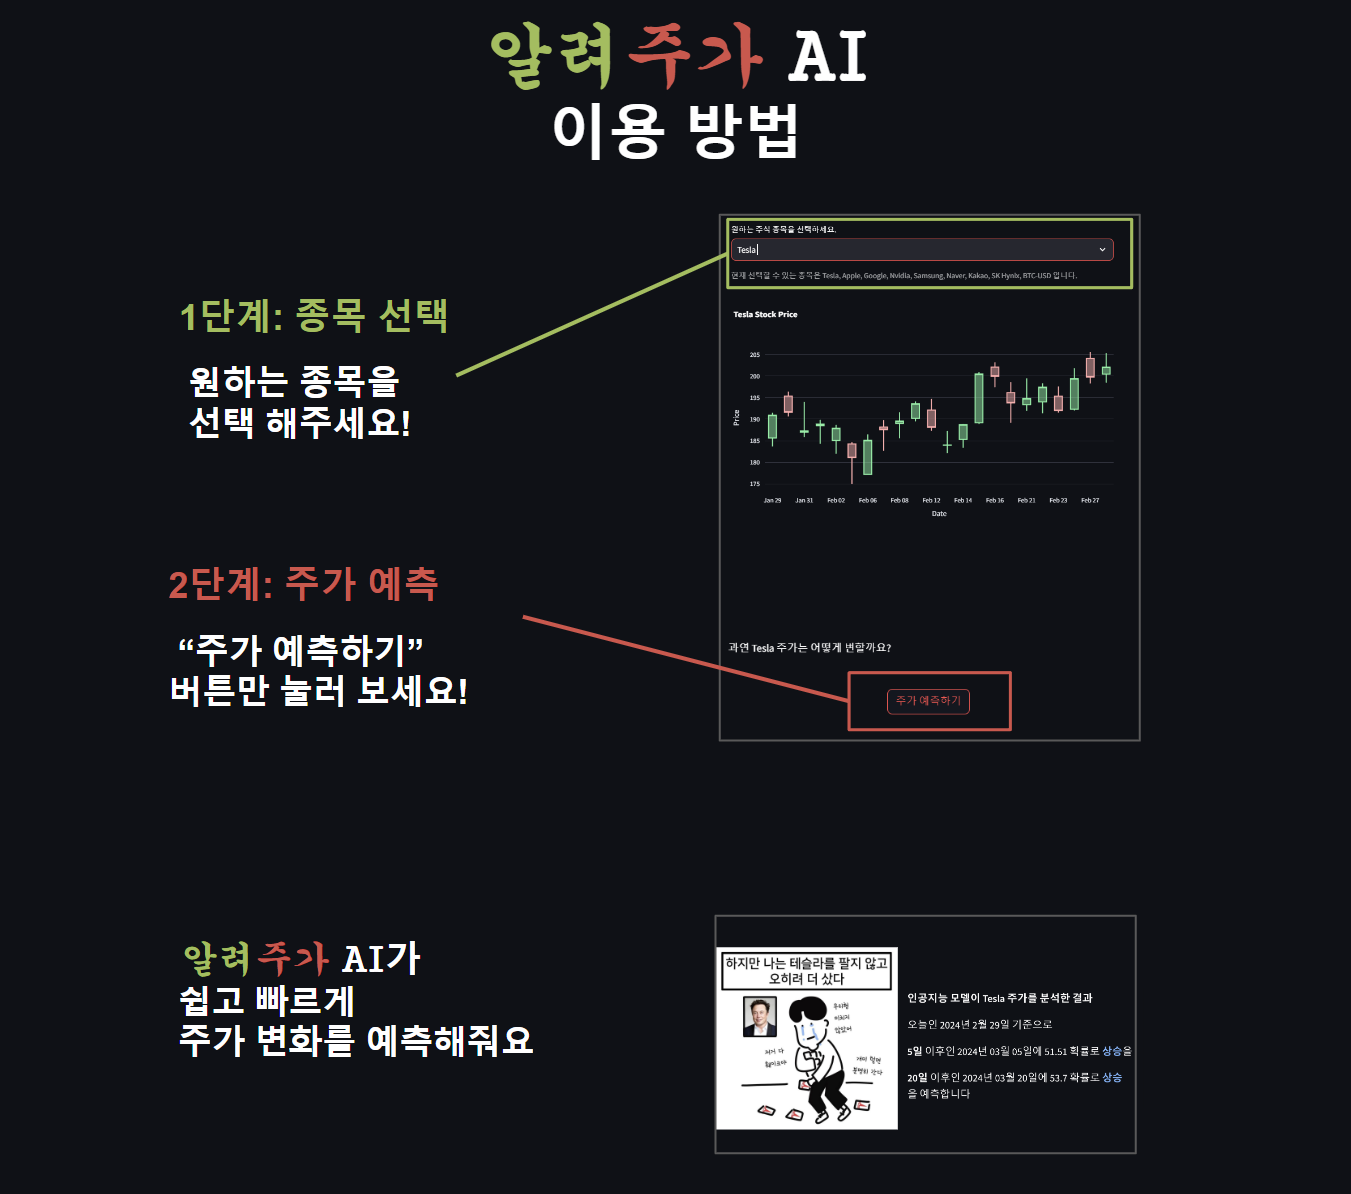 알려주가 AI
이용 방법
1단계: 종목 선택
원하는 종목을
선택 해주세요!
원하는 주식 종목을 선택하세요.
Tesla
현재 선택할 수 있는 종목은 Tesla, Apple, Google, Nvidia, Samsung, Naver, Kakao, SK Hynix, BTC-USD 입니다.
Tesla Stock Price
205
200
195
190
185
180
175
Price
Jan 29 Jan 31 Feb 02 Feb 06 Feb 08 Feb 12 Feb 14 Feb 16 Feb 21 Feb 23 Feb 27
Date
2단계: 주가 예측
“주가 예측하기”
버튼만 눌러 보세요!
과연 Tesla 주가는 어떻게 변할까요?
주가 예측하기
알려주가 AI가
쉽고 빠르게
주가 변화를 예측해줘요
하지만 나는 테슬라를 팔지 않고
오히려 더 샀다
인공지능 모델이 Tesla 주가를 분석한 결과
오늘인 2024년 2월 29일 기준으로
5일 이후인 2024년 03월 05일에 51.51 확률로 상승을
20일 이후인 2024년 03월 20일에 53.7 확률로 상승
을 예측합니다